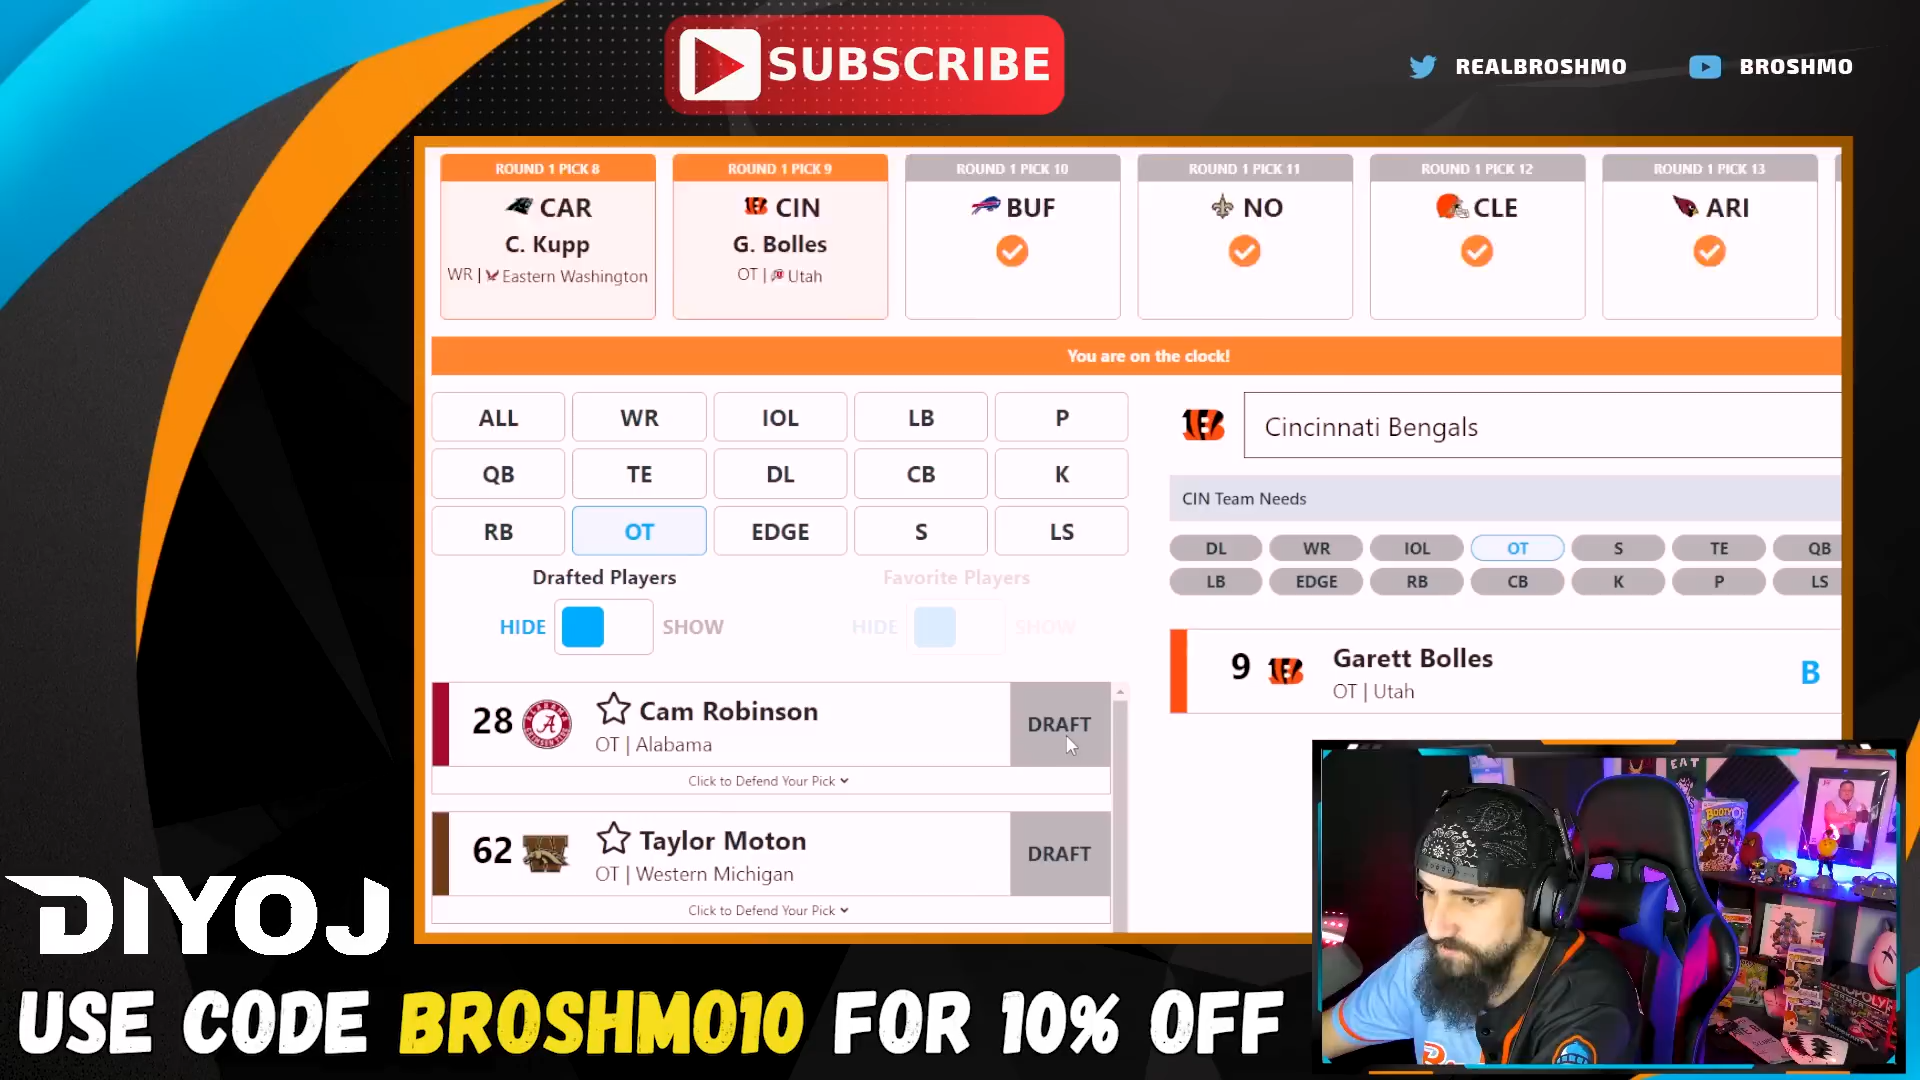 SUBSCRIBE
REALBROSHMO
BROSHMO
ROUND 1 PICK 8
CAR
C. Kupp
WR | Eastern Washington
ROUND 1 PICK 9
CIN
G. Bolles
OT | Utah
ROUND 1 PICK 10
BUF
ROUND 1 PICK 11
NO
ROUND 1 PICK 12
CLE
ROUND 1 PICK 13
ARI
You are on the clock!
ALL WR IOL LB P
QB TE DL CB K
RB OT EDGE S LS
Drafted Players
HIDE SHOW
Favorite Players
HIDE SHOW
28 Cam Robinson
OT | Alabama
DRAFT
Click to Defend Your Pick
62 Taylor Moton
OT | Western Michigan
DRAFT
Click to Defend Your Pick
Cincinnati Bengals
CIN Team Needs
DL WR IOL OT S TE QB
LB EDGE RB CB K P LS
9 Garett Bolles
OT | Utah
B
EAT
BOOTYO'S
DIYOJ
USE CODE BROSHMO10 FOR 10% OFF